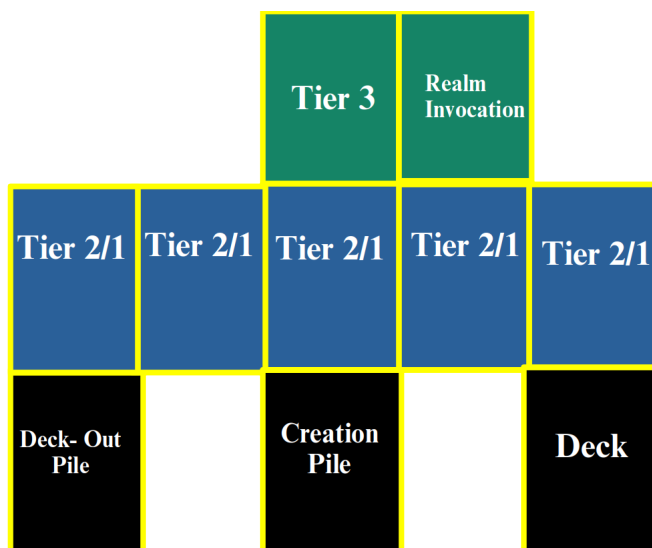 Tier 3
Realm
Invocation
Tier 2/1
Tier 2/1
Tier 2/1
Tier 2/1
Tier 2/1
Deck- Out
Pile
Creation
Pile
Deck